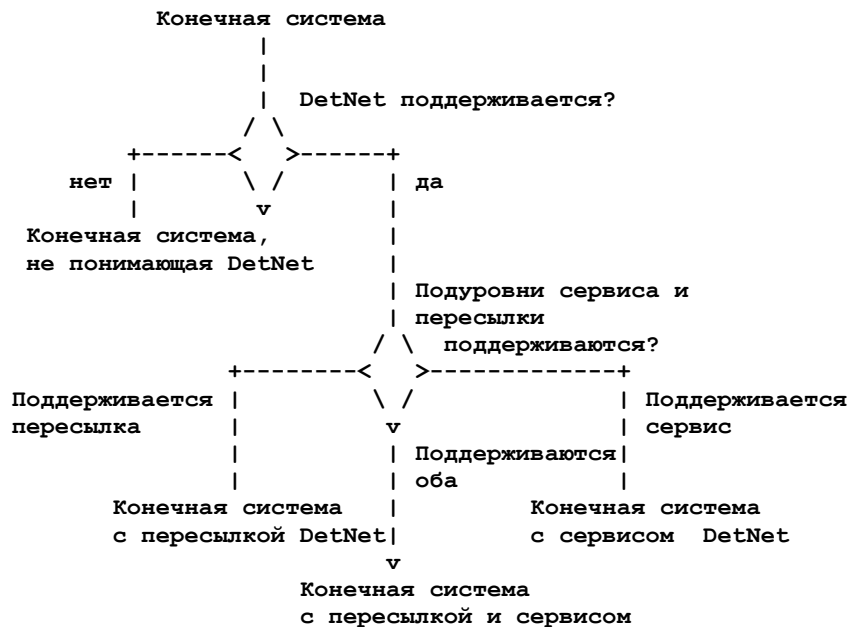 Конечная система
DetNet поддерживается?
нет
да
Конечная система,
не понимающая DetNet
Подуровни сервиса и
пересылки
поддерживаются?
Поддерживается
пересылка
Поддерживается
сервис
Поддерживаются
оба
Конечная система
с пересылкой DetNet
Конечная система
с сервисом DetNet
Конечная система
с пересылкой и сервисом